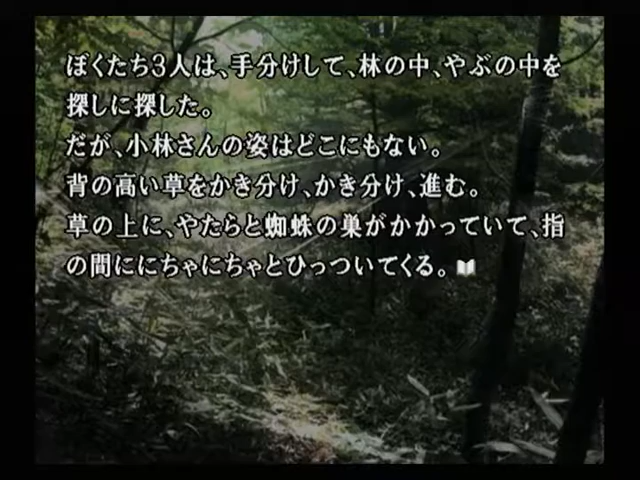 ぼくたち3人は、手分けして、林の中、やぶの中を
探しに探した。
だが、小林さんの姿はどこにもない。
背の高い草をかき分け、かき分け、進む。
草の上に、やたらと蜘蛛の巣がかかっていて、指
の間ににちゃにちゃとひっついてくる。